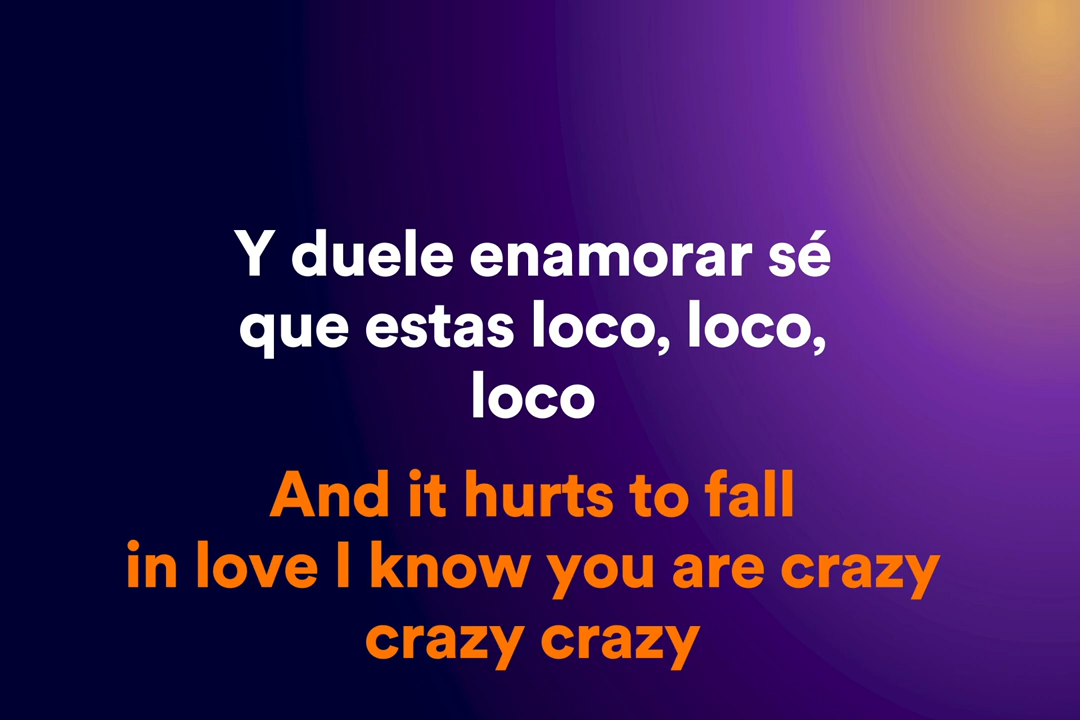 Y duele enamorar sé
que estas loco, loco,
loco
And it hurts to fall
in love I know you are crazy
crazy crazy